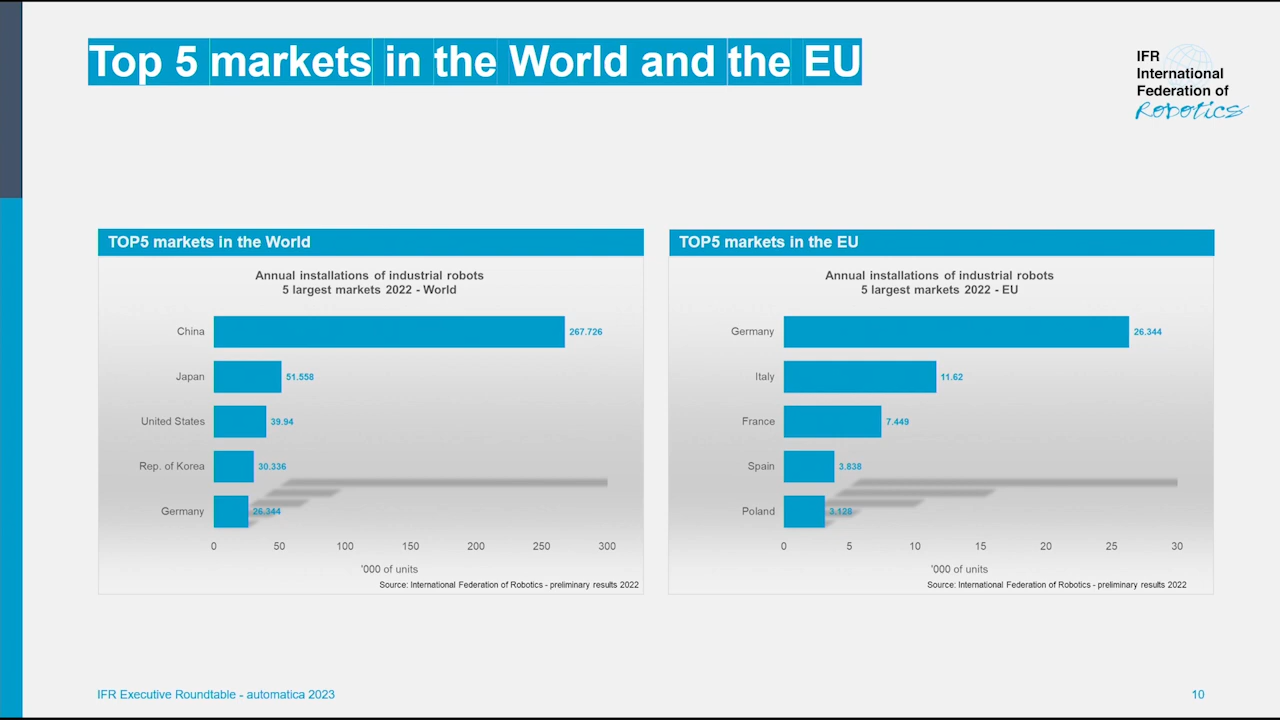 Top 5 markets in the World and the EU
IFR
International
Federation of
Robotics
TOP5 markets in the World
Annual installations of industrial robots
5 largest markets 2022 - World
China
267.726
Japan
51.558
United States
39.94
Rep. of Korea
30.336
Germany
26.344
0 50 100 150 200 250 300
'000 of units
Source: International Federation of Robotics - preliminary results 2022
TOP5 markets in the EU
Annual installations of industrial robots
5 largest markets 2022 - EU
Germany
26.344
Italy
11.62
France
7.449
Spain
3.838
Poland
3.128
0 5 10 15 20 25 30
'000 of units
Source: International Federation of Robotics - preliminary results 2022
IFR Executive Roundtable - automatica 2023
10